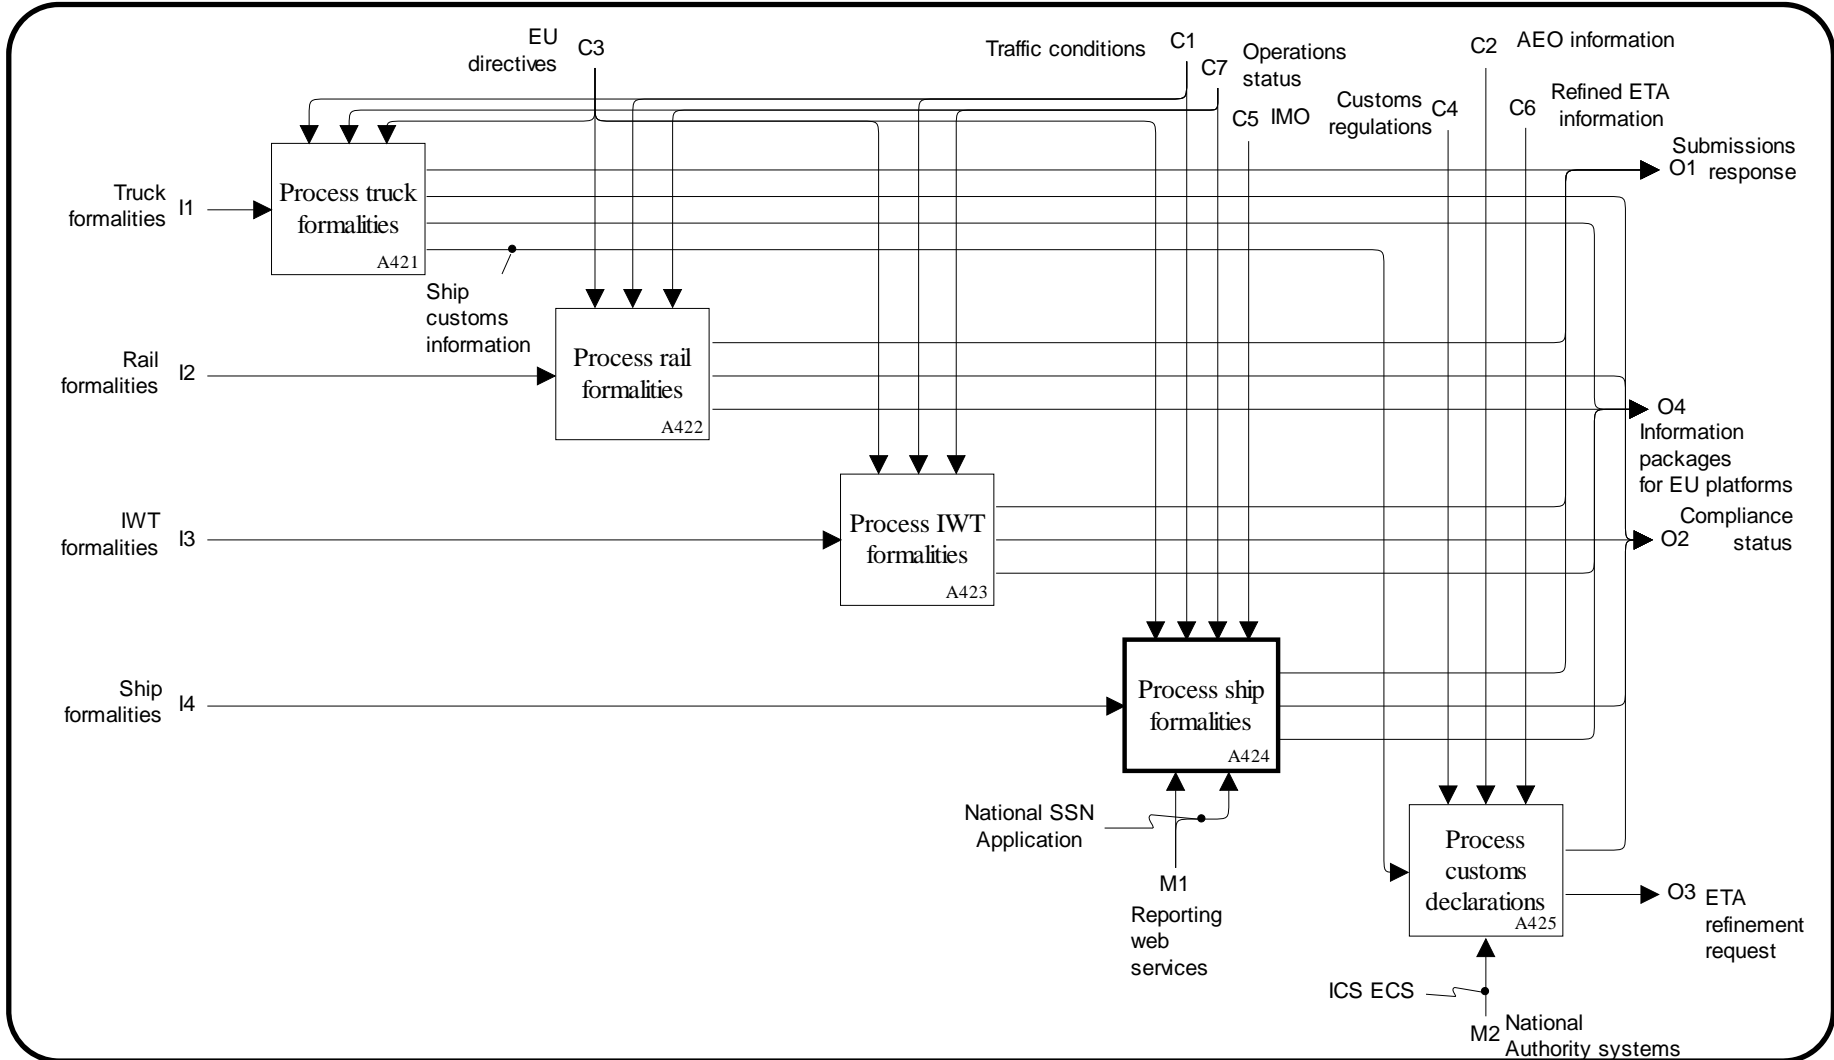 EU
directives
C3
Traffic conditions
C1
C7
Operations
status
C5
IMO
Customs
regulations
C4
C2
AEO information
C6
Refined ETA
information
Submissions
O1
response
Truck
formalities
I1
Process truck
formalities
A421
Ship
customs
information
Rail
formalities
I2
Process rail
formalities
A422
O4
Information
packages
for EU platforms
IWT
formalities
I3
Process IWT
formalities
A423
Compliance
O2
status
Ship
formalities
I4
Process ship
formalities
A424
National SSN
Application
M1
Reporting
web
services
Process
customs
declarations
A425
O3
ETA
refinement
request
ICS ECS
M2
National
Authority systems